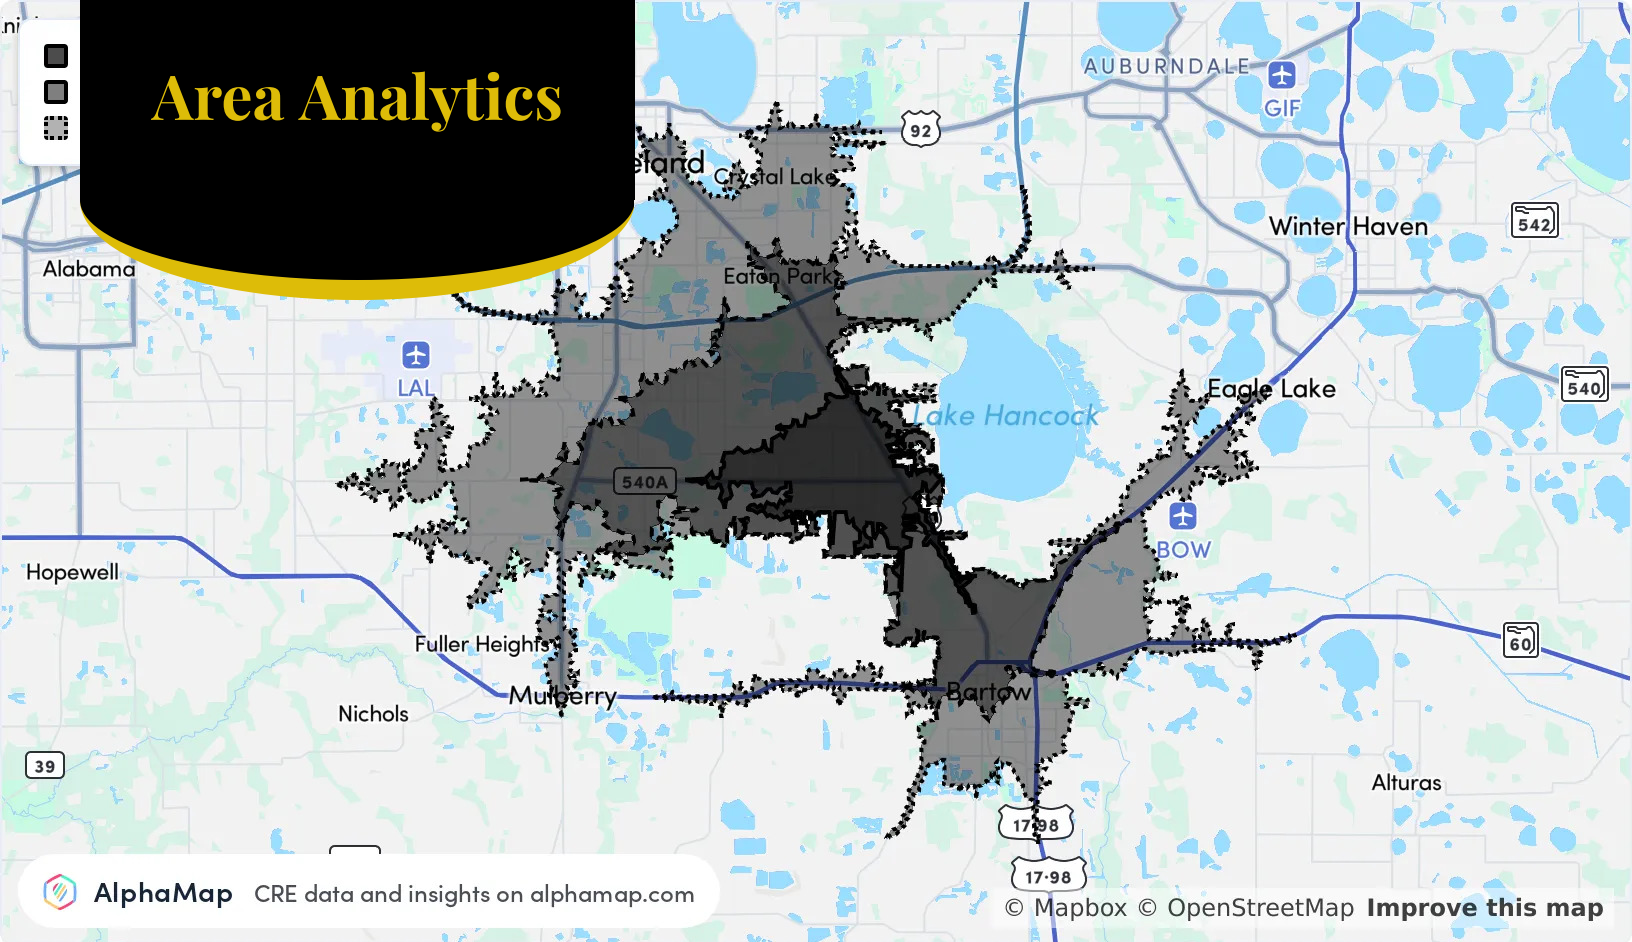 Area Analytics
AUBURNDALE
GIF
92
eland
Crystal Lake
Winter Haven
542
Alabama
Eaton Park
LAL
Eagle Lake
540
Lake Hancock
540A
BOW
Hopewell
Fuller Heights
60
Mulberry
Bartow
Nichols
39
Alturas
17·98
17·98
AlphaMap
CRE data and insights on alphamap.com
© Mapbox © OpenStreetMap Improve this map